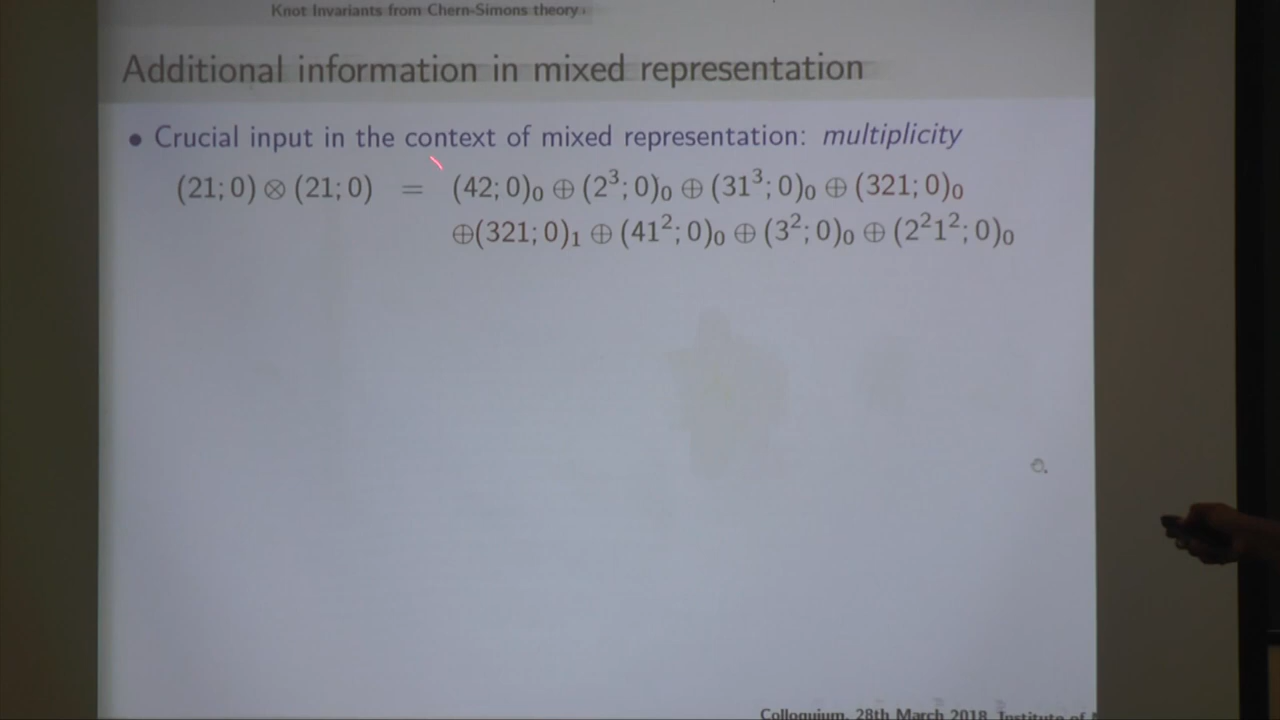 Knot Invariants from Chern-Simons theory
Additional information in mixed representation
• Crucial input in the context of mixed representation: multiplicity
(21; 0) ⊗ (21; 0) = (42; 0)₀ ⊕ (2³; 0)₀ ⊕ (31³; 0)₀ ⊕ (321; 0)₀
⊕(321; 0)₁ ⊕ (41²; 0)₀ ⊕ (3²; 0)₀ ⊕ (2²1²; 0)₀
Colloquium, 28th March 2018, Institute of